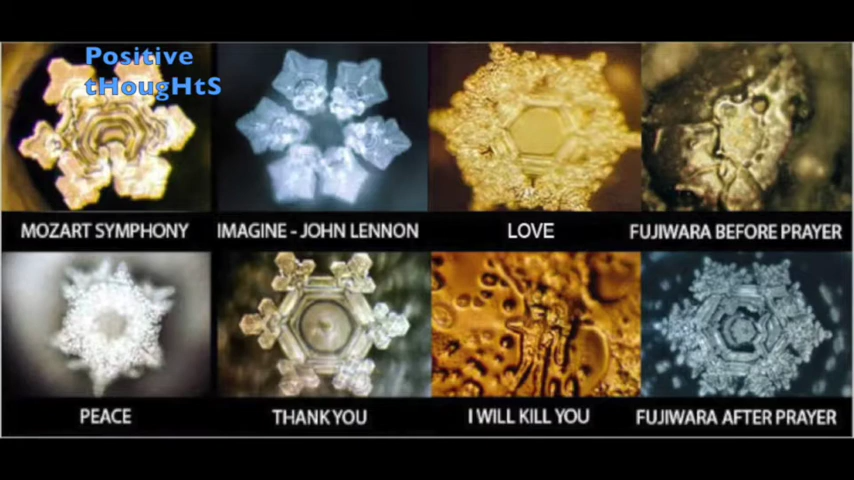 Positive
tHougHtS
MOZART SYMPHONY
IMAGINE - JOHN LENNON
LOVE
FUJIWARA BEFORE PRAYER
PEACE
THANK YOU
I WILL KILL YOU
FUJIWARA AFTER PRAYER